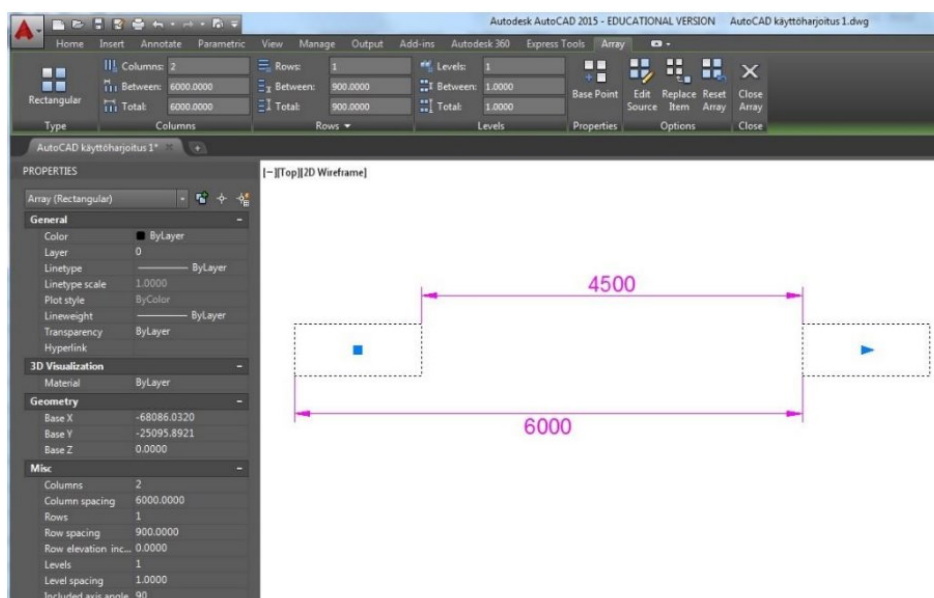 Autodesk AutoCAD 2015 - EDUCATIONAL VERSION AutoCAD käyttöharjoitus 1.dwg
Home Insert Annotate Parametric View Manage Output Add-ins Autodesk 360 Express Tools Array
Rectangular
Columns: 2
Between: 6000.0000
Total: 6000.0000
Rows: 1
Between: 900.0000
Total: 900.0000
Levels: 1
Between: 1.0000
Total: 1.0000
Base Point
Edit Source
Replace Item
Reset Array
Close Array
Type Columns Rows Levels Properties Options Close
AutoCAD käyttöharjoitus 1*
PROPERTIES
Array (Rectangular)
General
Color ByLayer
Layer 0
Linetype ByLayer
Linetype scale 1.0000
Plot style ByColor
Lineweight ByLayer
Transparency ByLayer
Hyperlink
3D Visualization
Material ByLayer
Geometry
Base X -68086.0320
Base Y -25095.8921
Base Z 0.0000
Misc
Columns 2
Column spacing 6000.0000
Rows 1
Row spacing 900.0000
Row elevation inc... 0.0000
Levels 1
Level spacing 1.0000
Included axis angle 90
[−][Top][2D Wireframe]
4500
6000